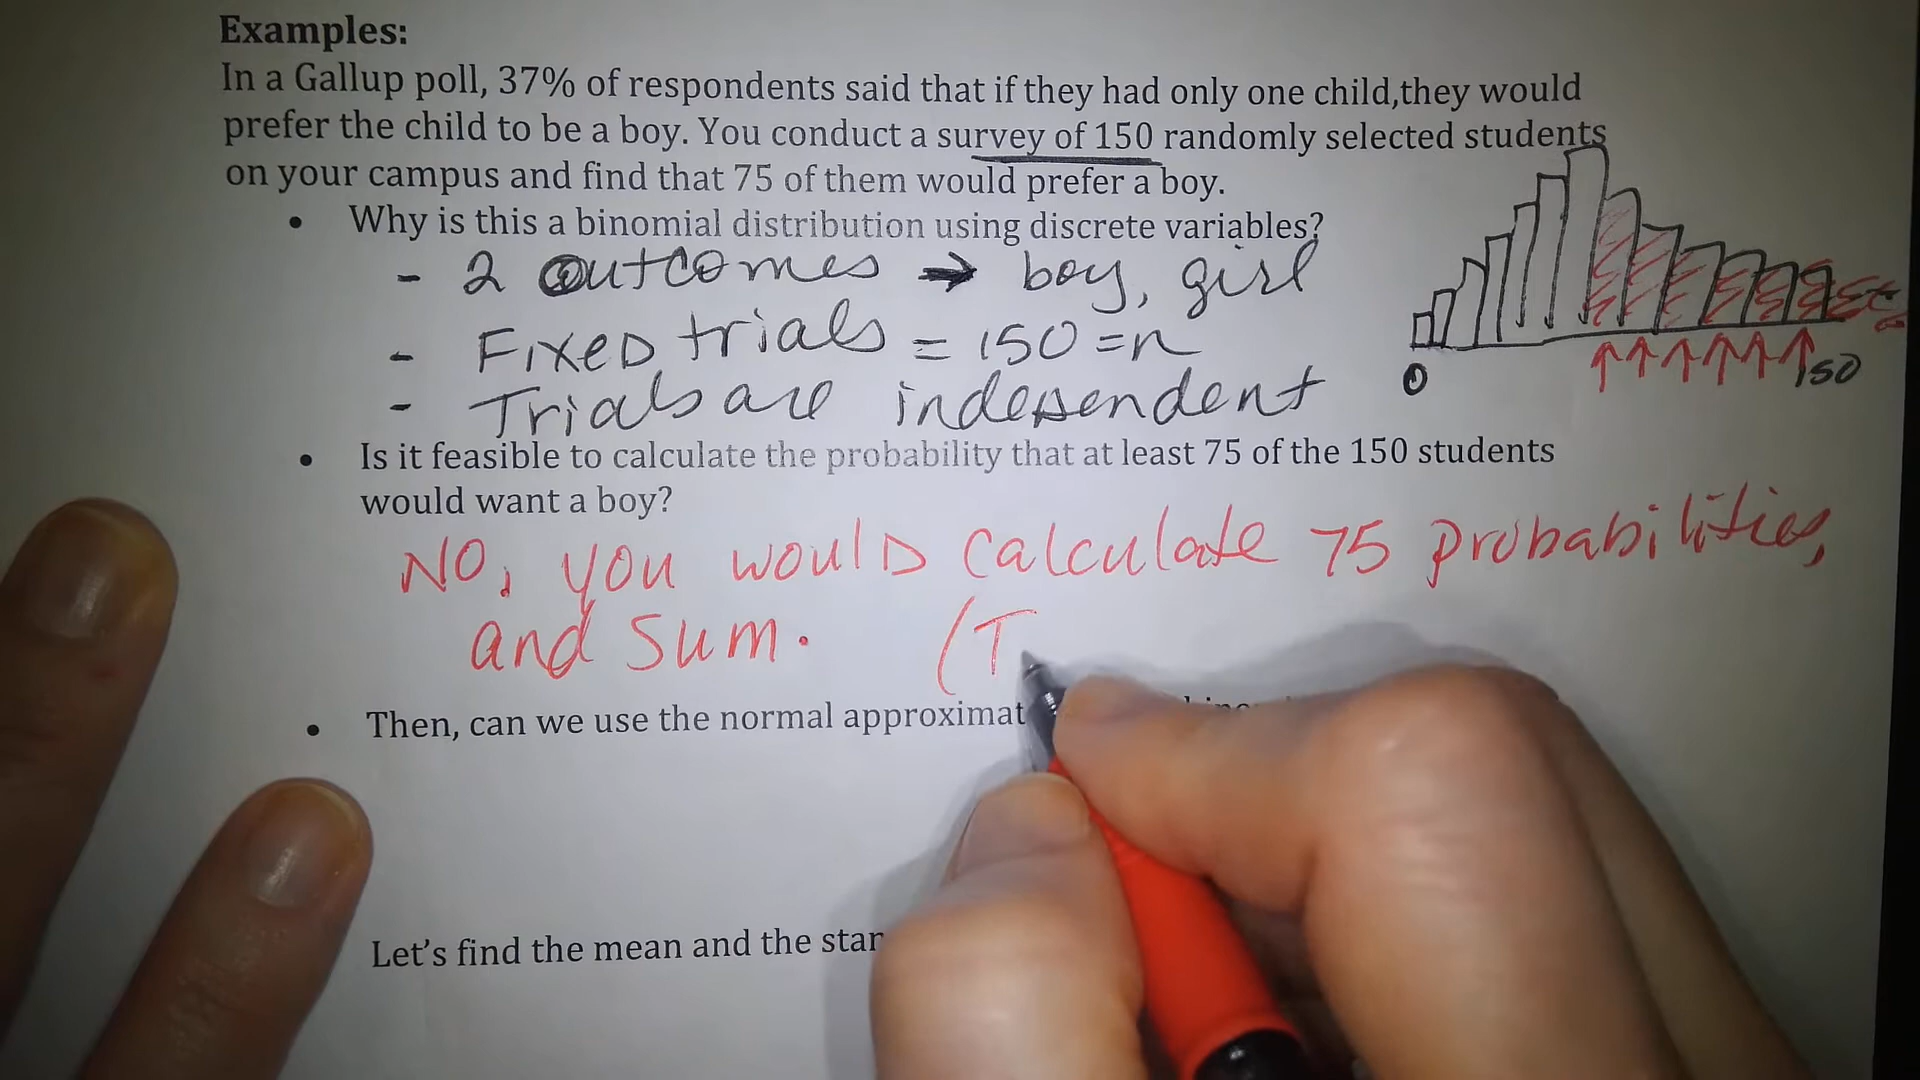 Examples:
In a Gallup poll, 37% of respondents said that if they had only one child,they would
prefer the child to be a boy. You conduct a survey of 150 randomly selected students
on your campus and find that 75 of them would prefer a boy.
• Why is this a binomial distribution using discrete variables?
- 2 outcomes → boy, girl
- Fixed trials = 150 = n
- Trials are independent
0 150
• Is it feasible to calculate the probability that at least 75 of the 150 students
would want a boy?
NO, you would calculate 75 probabilities,
and sum. (T
• Then, can we use the normal approximat
Let's find the mean and the stan